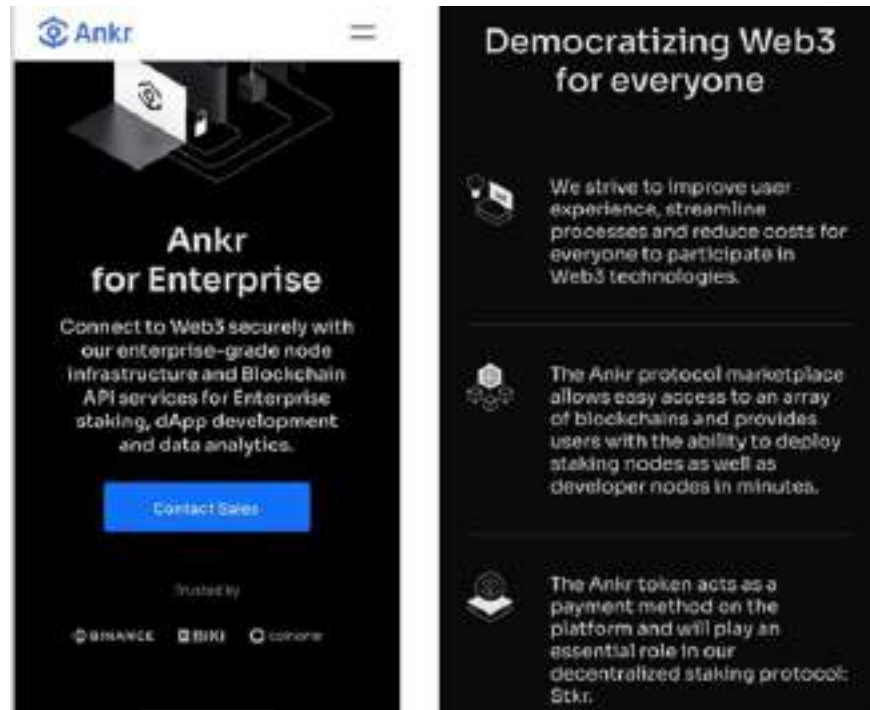 Ankr
Ankr
for Enterprise
Connect to Web3 securely with
our enterprise-grade node
infrastructure and Blockchain
API services for Enterprise
staking, dApp development
and data analytics.
Contact Sales
Trusted by
BINANCE BIKI coinone
Democratizing Web3
for everyone
We strive to improve user
experience, streamline
processes and reduce costs for
everyone to participate in
Web3 technologies.
The Ankr protocol marketplace
allows easy access to an array
of blockchains and provides
users with the ability to deploy
staking nodes as well as
developer nodes in minutes.
The Ankr token acts as a
payment method on the
platform and will play an
essential role in our
decentralized staking protocol:
Stkr.